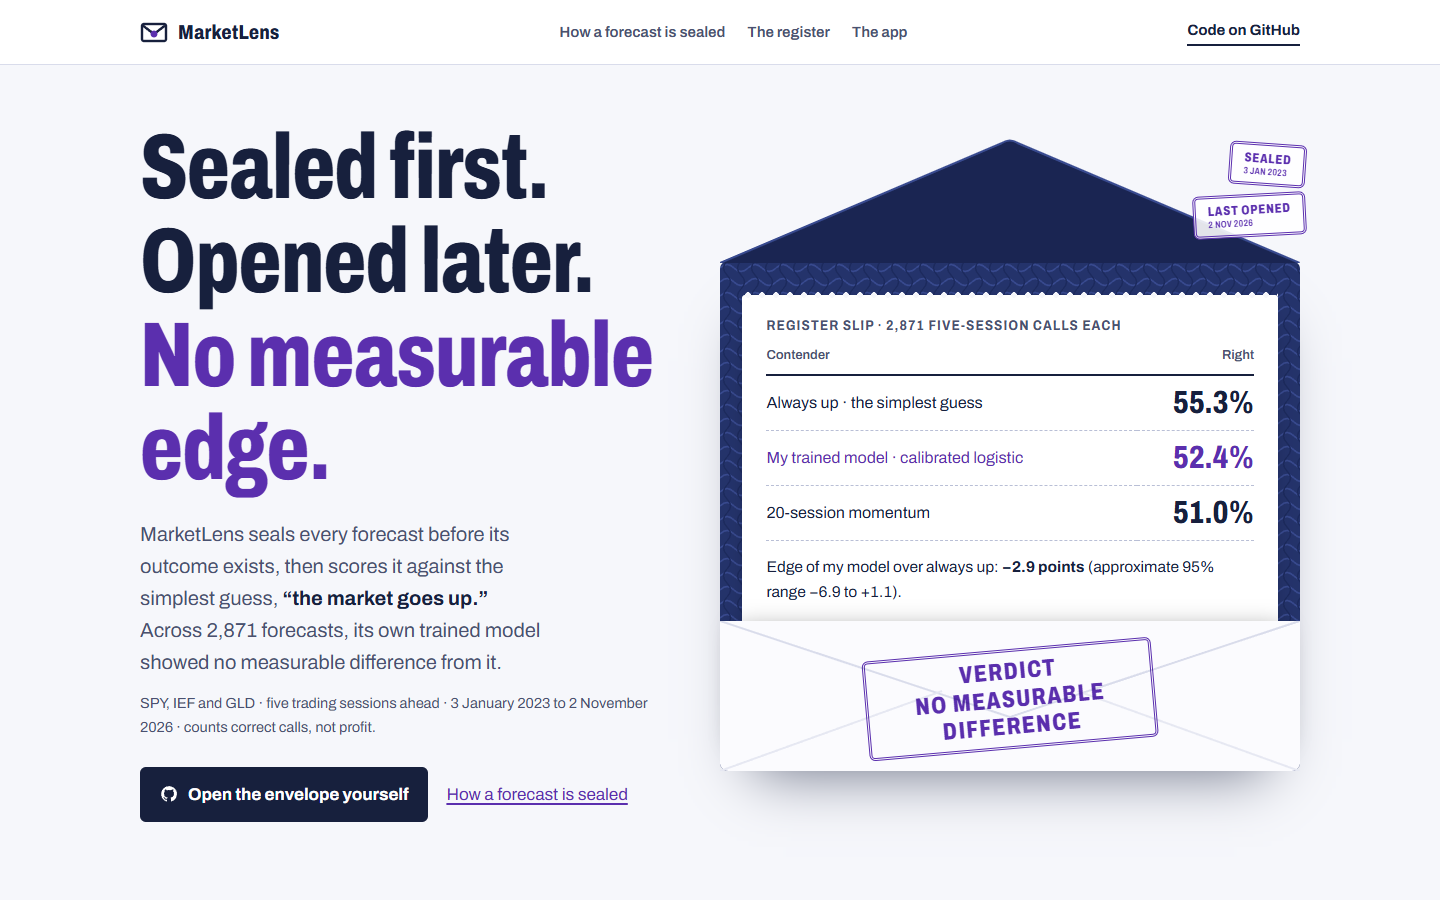 MarketLens
How a forecast is sealed
The register
The app
Code on GitHub
Sealed first.
Opened later.
No measurable
edge.
MarketLens seals every forecast before its
outcome exists, then scores it against the
simplest guess, “the market goes up.”
Across 2,871 forecasts, its own trained model
showed no measurable difference from it.
SPY, IEF and GLD · five trading sessions ahead · 3 January 2023 to 2 November
2026 · counts correct calls, not profit.
Open the envelope yourself
How a forecast is sealed
SEALED
3 JAN 2023
LAST OPENED
2 NOV 2026
REGISTER SLIP · 2,871 FIVE-SESSION CALLS EACH
Contender Right
Always up · the simplest guess 55.3%
My trained model · calibrated logistic 52.4%
20-session momentum 51.0%
Edge of my model over always up: −2.9 points (approximate 95%
range −6.9 to +1.1).
VERDICT
NO MEASURABLE
DIFFERENCE